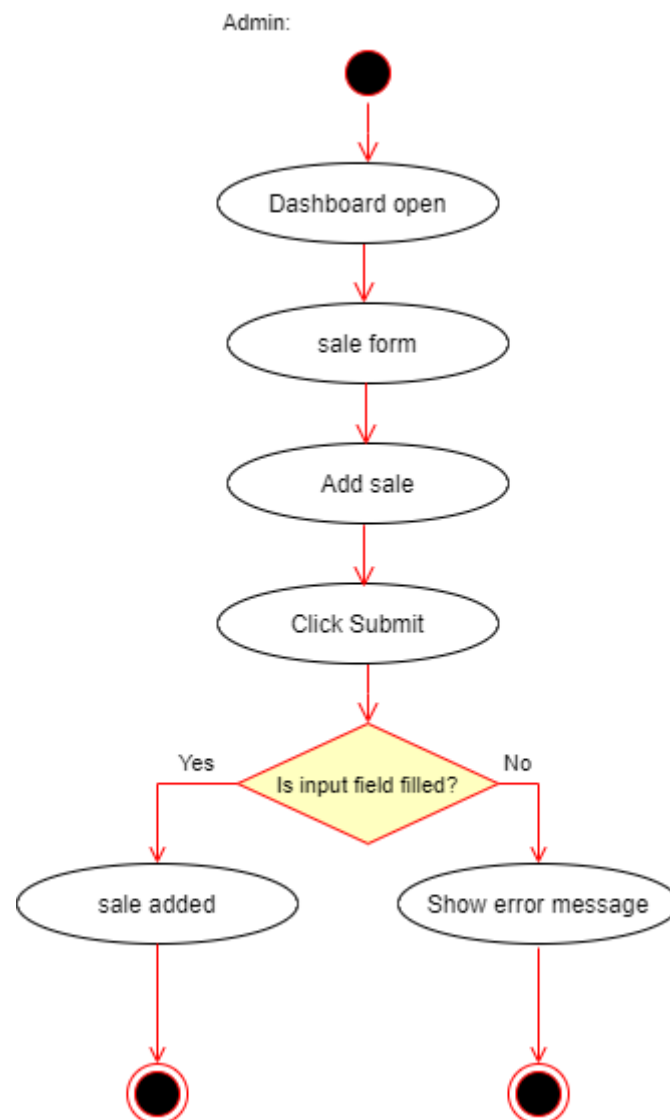 Admin:
Dashboard open
sale form
Add sale
Click Submit
Yes
Is input field filled?
No
sale added
Show error message